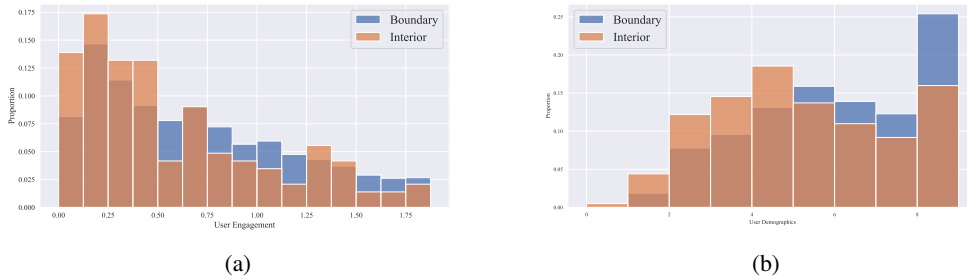 0.175
0.150
0.125
0.100
0.075
0.050
0.025
0.000
Proportion
Boundary
Interior
0.00 0.25 0.50 0.75 1.00 1.25 1.50 1.75
User Engagement
(a)
0.25
0.20
0.15
0.10
0.05
0.00
Proportion
Boundary
Interior
0 2 4 6 8
User Demographics
(b)